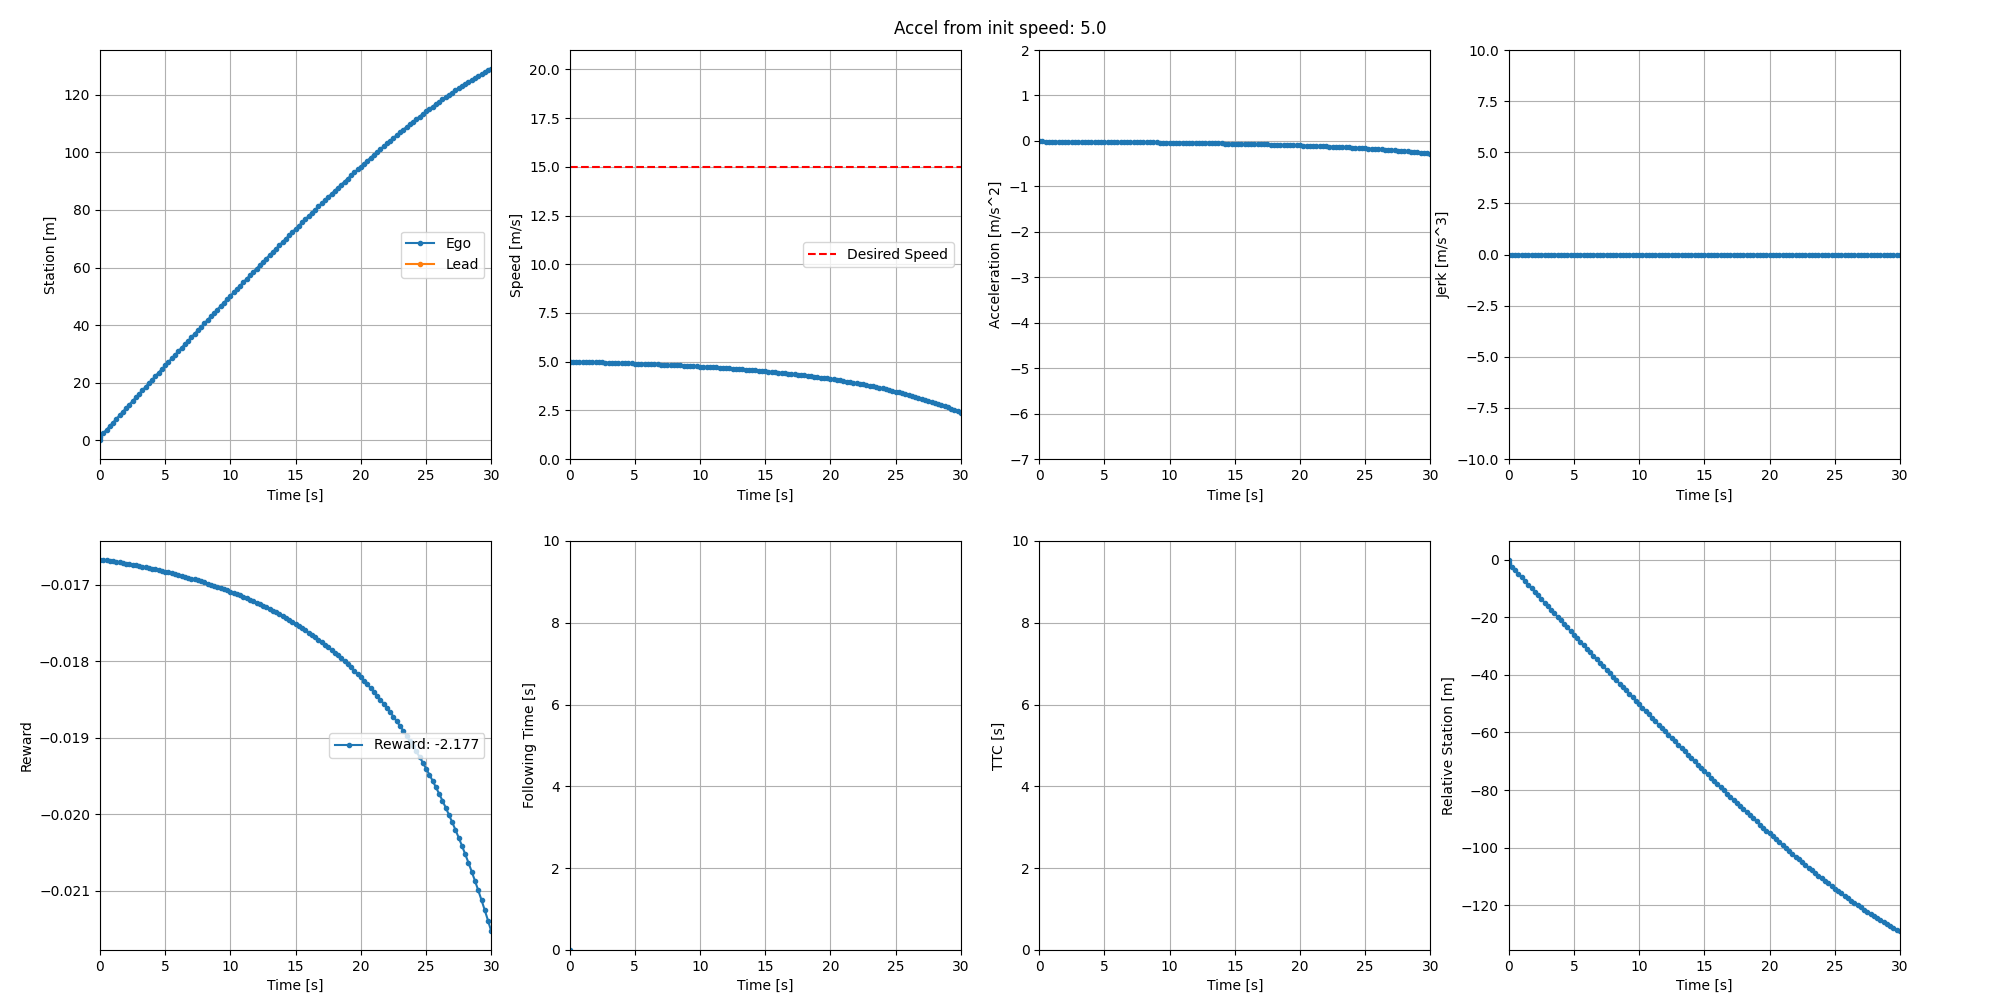 Accel from init speed: 5.0
Station [m]
120
100
80
60
40
20
0
Ego
Lead
0 5 10 15 20 25 30
Time [s]
Speed [m/s]
20.0
17.5
15.0
12.5
10.0
7.5
5.0
2.5
0.0
Desired Speed
0 5 10 15 20 25 30
Time [s]
Acceleration [m/s^2]
2
1
0
−1
−2
−3
−4
−5
−6
−7
0 5 10 15 20 25 30
Time [s]
Jerk [m/s^3]
10.0
7.5
5.0
2.5
0.0
−2.5
−5.0
−7.5
−10.0
0 5 10 15 20 25 30
Time [s]
Reward
−0.017
−0.018
−0.019
−0.020
−0.021
Reward: -2.177
0 5 10 15 20 25 30
Time [s]
Following Time [s]
10
8
6
4
2
0
0 5 10 15 20 25 30
Time [s]
TTC [s]
10
8
6
4
2
0
0 5 10 15 20 25 30
Time [s]
Relative Station [m]
0
−20
−40
−60
−80
−100
−120
0 5 10 15 20 25 30
Time [s]